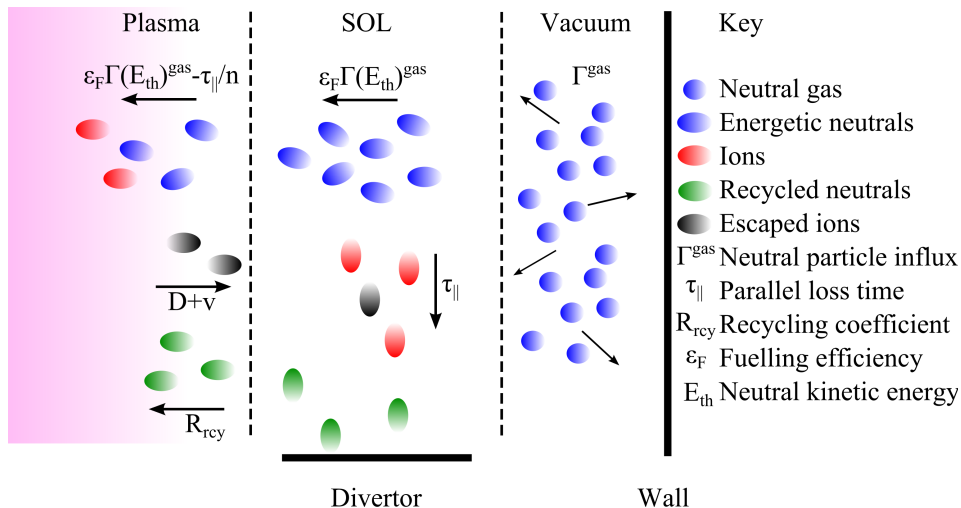 Plasma
SOL
Vacuum
Key
ε_FΓ(E_th)^gas-τ_∥/n
ε_FΓ(E_th)^gas
Γ^gas
τ_∥
D+v
R_rcy
Neutral gas
Energetic neutrals
Ions
Recycled neutrals
Escaped ions
Γ^gas Neutral particle influx
τ_∥ Parallel loss time
R_rcy Recycling coefficient
ε_F Fuelling efficiency
E_th Neutral kinetic energy
Divertor
Wall